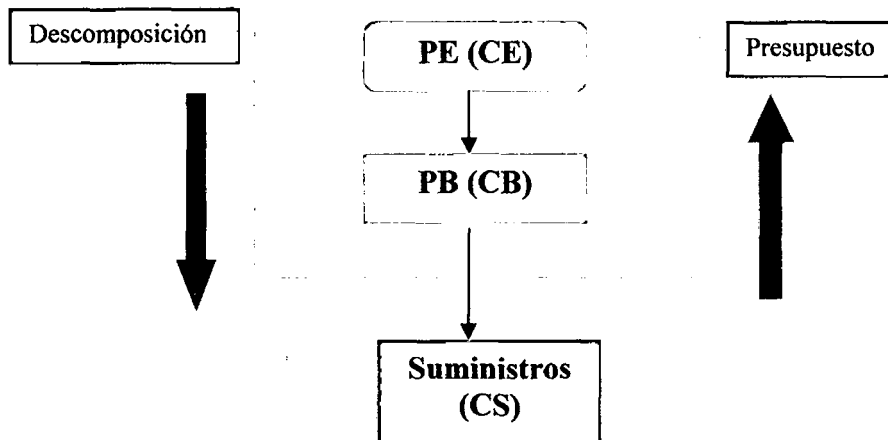 Descomposición
PE (CE)
Presupuesto
PB (CB)
Suministros
(CS)